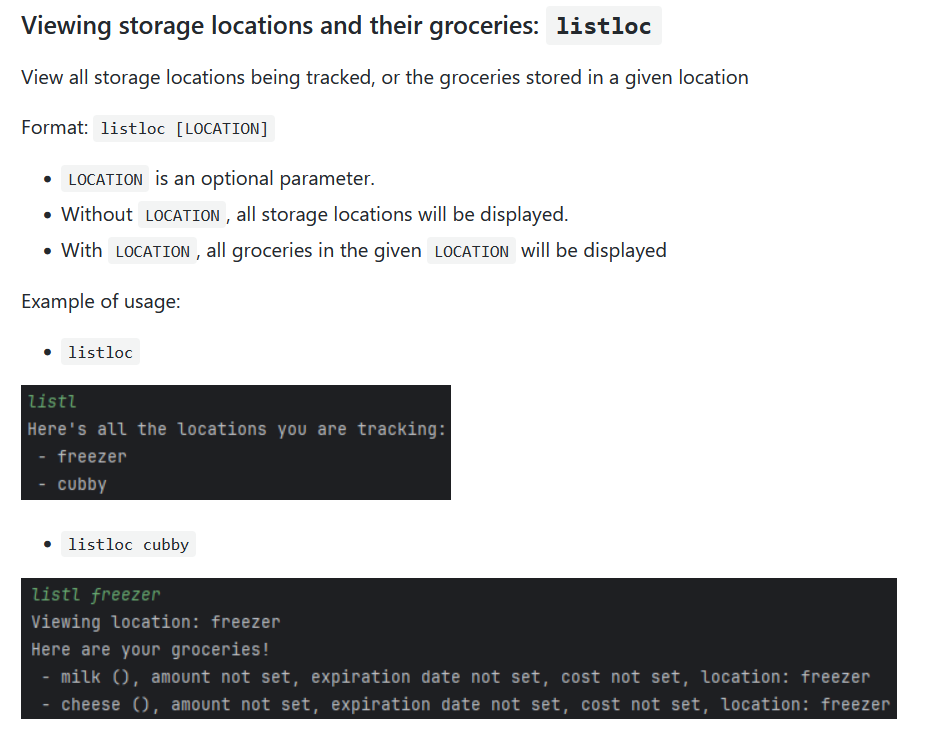 Viewing storage locations and their groceries: listloc
View all storage locations being tracked, or the groceries stored in a given location
Format: listloc [LOCATION]
• LOCATION is an optional parameter.
• Without LOCATION , all storage locations will be displayed.
• With LOCATION , all groceries in the given LOCATION will be displayed
Example of usage:
• listloc
listl
Here's all the locations you are tracking:
- freezer
- cubby
• listloc cubby
listl freezer
Viewing location: freezer
Here are your groceries!
- milk (), amount not set, expiration date not set, cost not set, location: freezer
- cheese (), amount not set, expiration date not set, cost not set, location: freezer